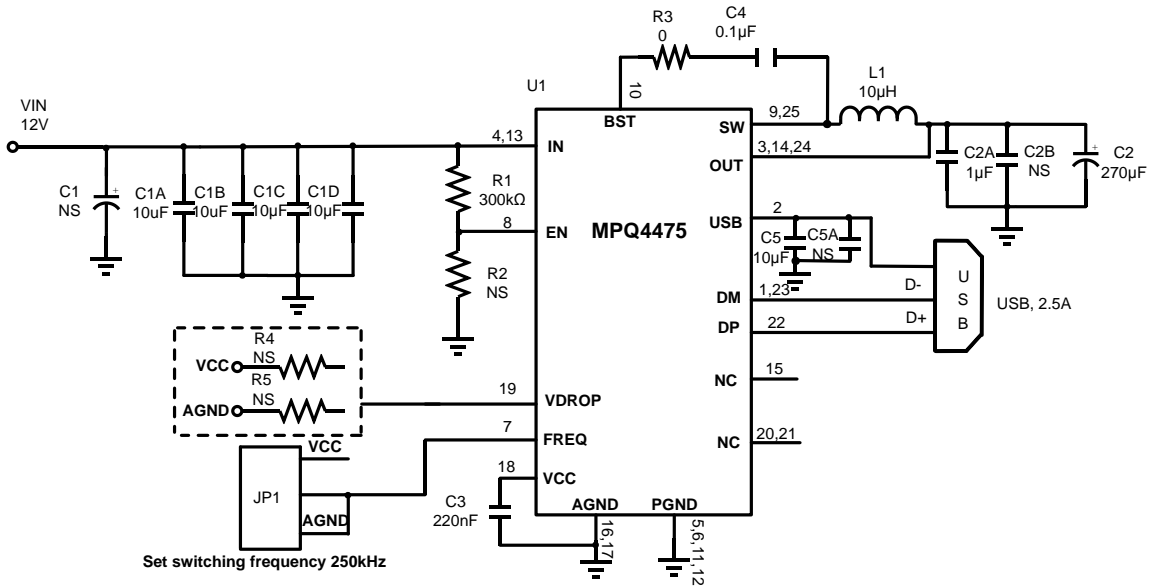 R3
0
C4
0.1µF
L1
10µH
U1
10
BST
VIN
12V
4,13
IN
9,25
SW
3,14,24
OUT
C1
NS
+
C1A
10uF
C1B
10uF
C1C
10µF
C1D
10µF
R1
300kΩ
8
EN
R2
NS
MPQ4475
C2A
1µF
C2B
NS
+
C2
270µF
2
USB
C5
10µF
C5A
NS
1,23
DM
D-
22
DP
D+
U
S
B
USB, 2.5A
15
NC
20,21
NC
R4
NS
VCC
R5
NS
AGND
19
VDROP
7
FREQ
18
VCC
VCC
JP1
AGND
C3
220nF
AGND
16,17
PGND
5,6,11,12
Set switching frequency 250kHz